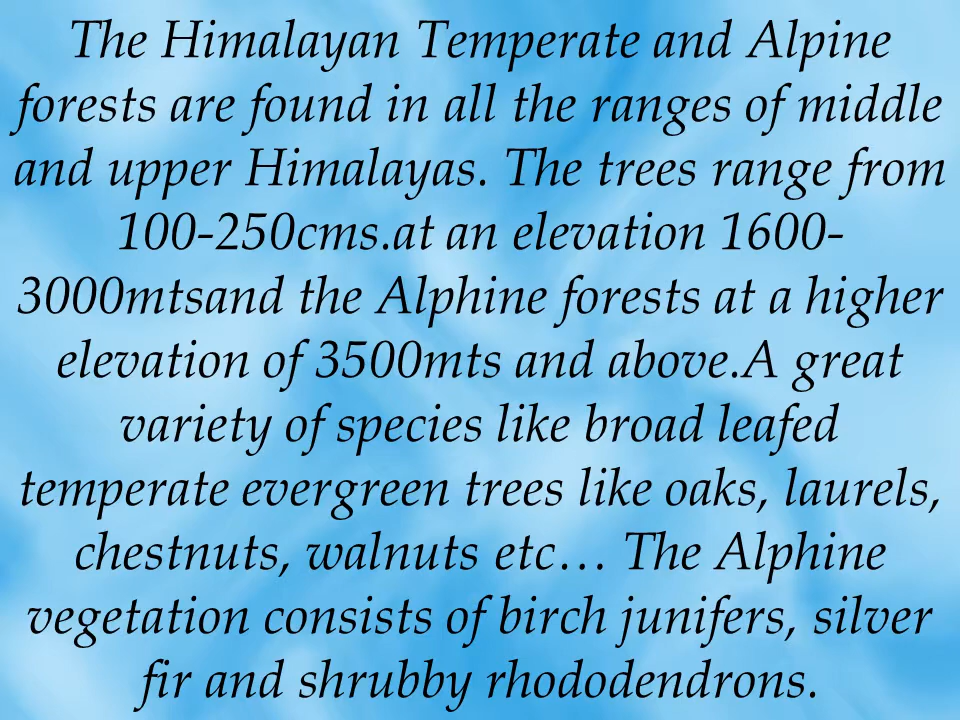 The Himalayan Temperate and Alpine
forests are found in all the ranges of middle
and upper Himalayas. The trees range from
100-250cms.at an elevation 1600-
3000mtsand the Alphine forests at a higher
elevation of 3500mts and above.A great
variety of species like broad leafed
temperate evergreen trees like oaks, laurels,
chestnuts, walnuts etc… The Alphine
vegetation consists of birch junifers, silver
fir and shrubby rhododendrons.